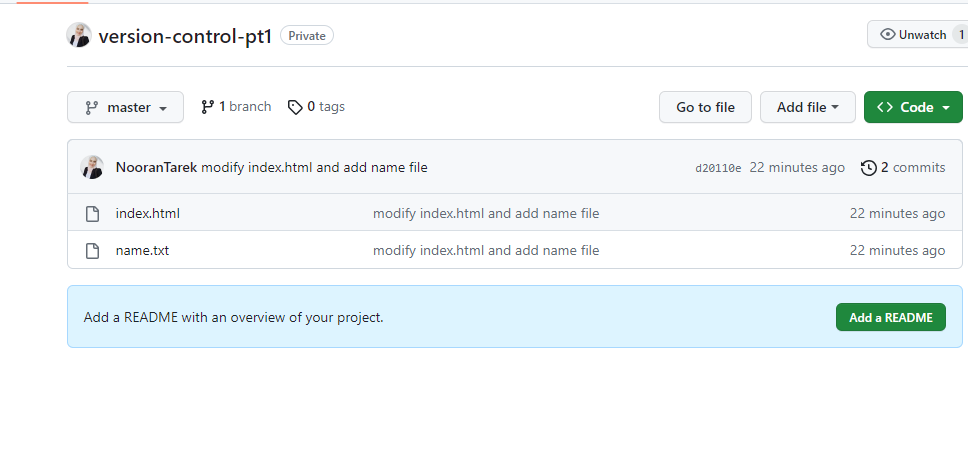 version-control-pt1 Private Unwatch 1
master 1 branch 0 tags Go to file Add file <> Code
NooranTarek modify index.html and add name file d20110e 22 minutes ago 2 commits
index.html modify index.html and add name file 22 minutes ago
name.txt modify index.html and add name file 22 minutes ago
Add a README with an overview of your project. Add a README